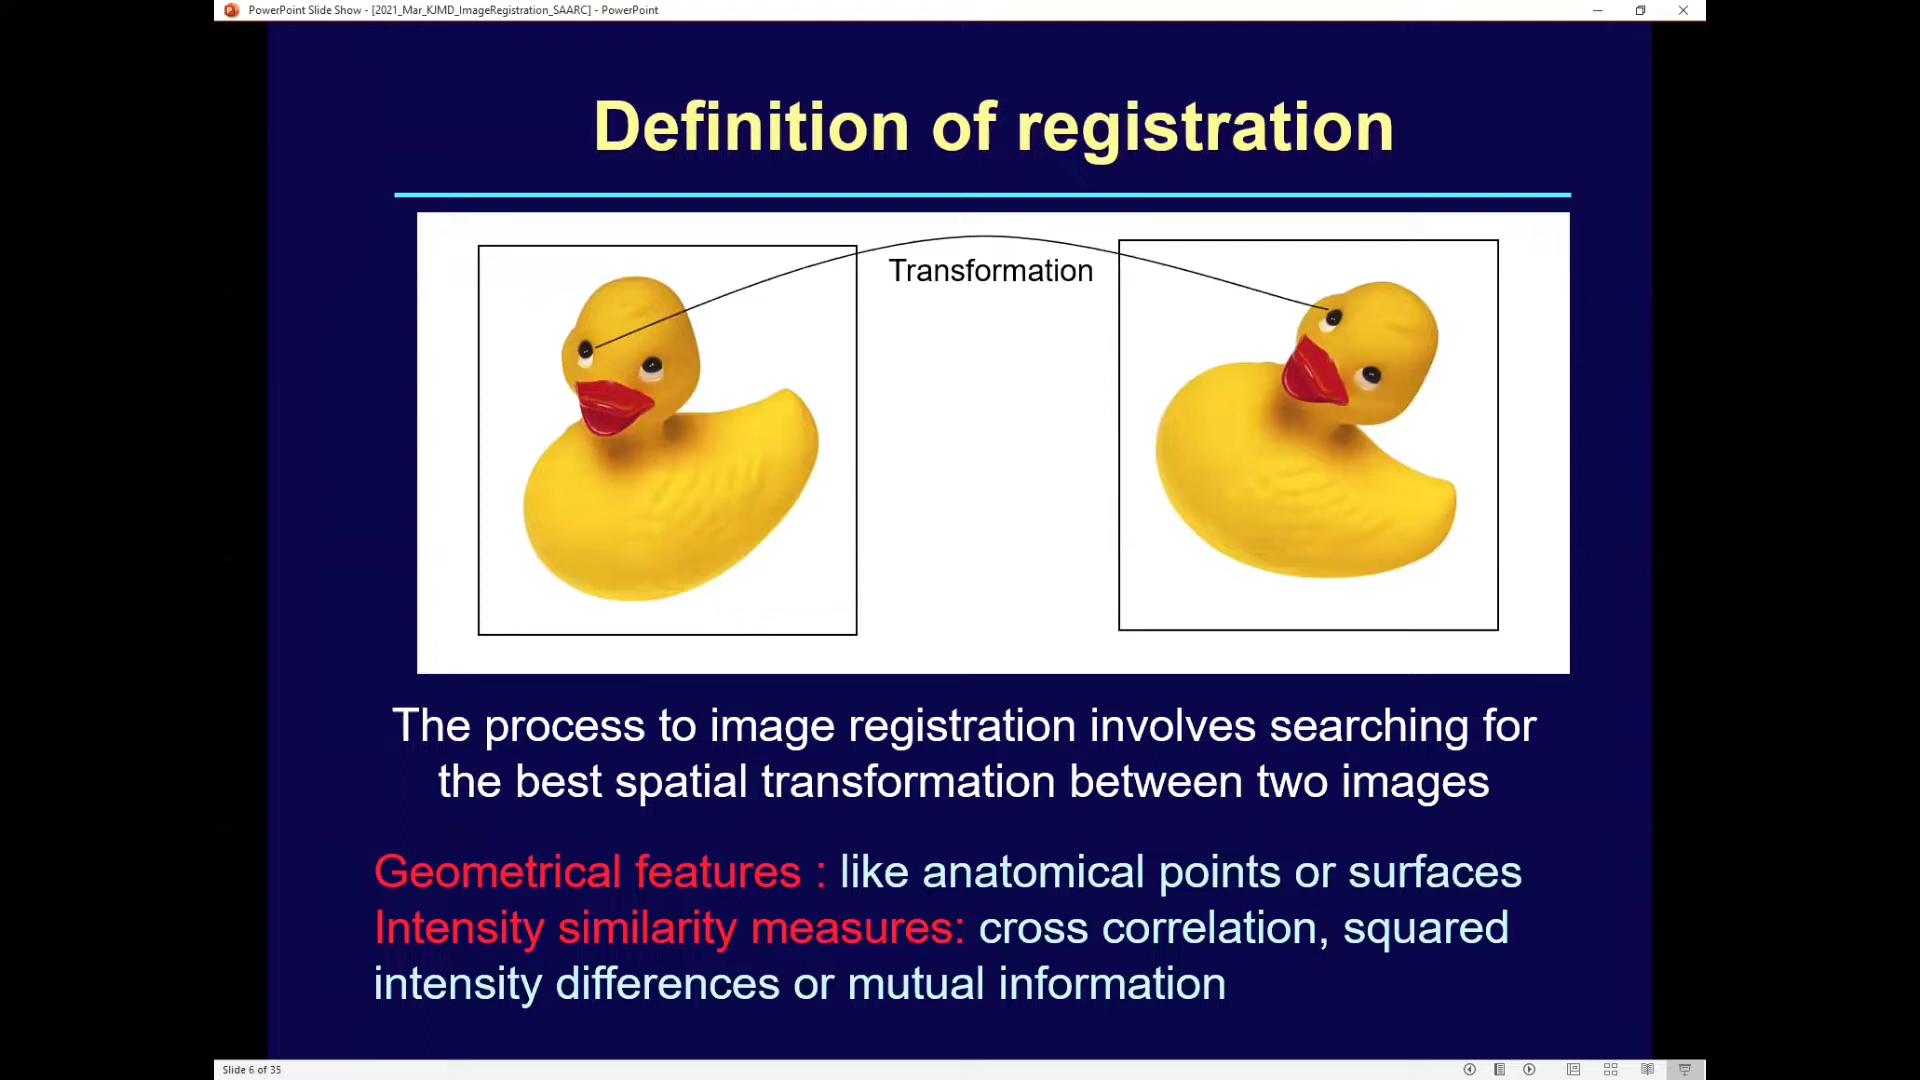 PowerPoint Slide Show - [2021_Mar_KJMD_ImageRegistration_SAARC] - PowerPoint
Definition of registration
Transformation
The process to image registration involves searching for
the best spatial transformation between two images
Geometrical features : like anatomical points or surfaces
Intensity similarity measures: cross correlation, squared
intensity differences or mutual information
Slide 6 of 35